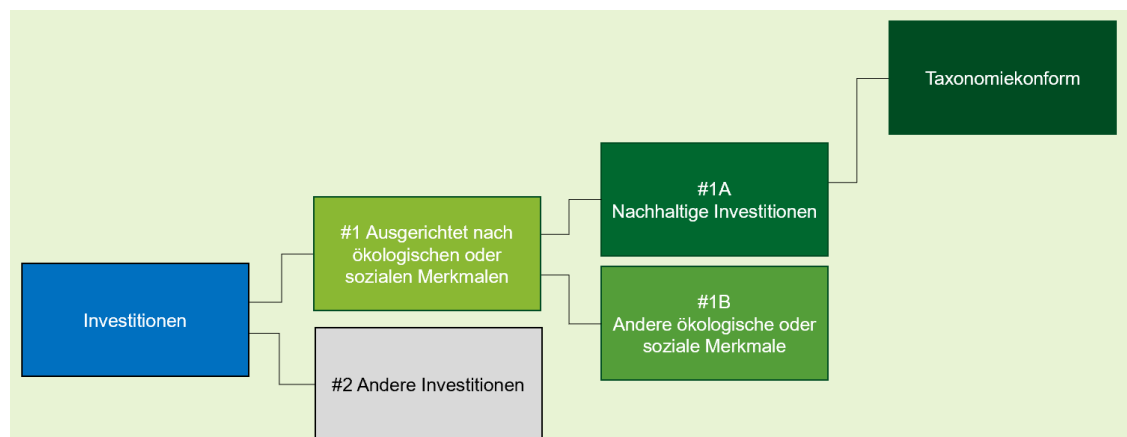 Taxonomiekonform
#1A
Nachhaltige Investitionen
#1 Ausgerichtet nach
ökologischen oder
sozialen Merkmalen
Investitionen
#1B
Andere ökologische oder
soziale Merkmale
#2 Andere Investitionen